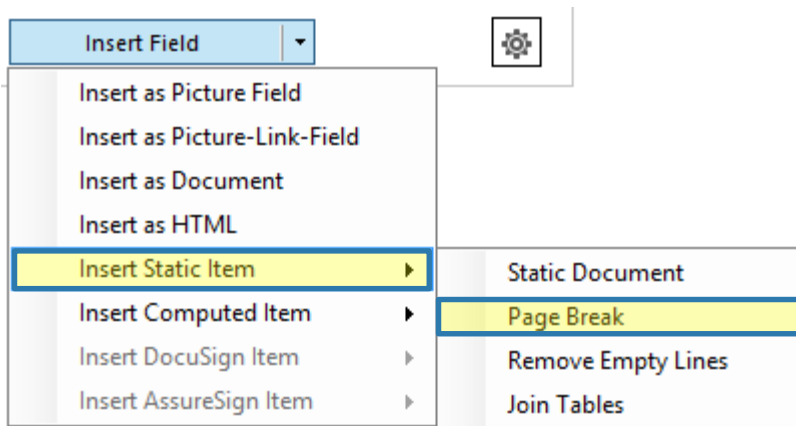 Insert Field
Insert as Picture Field
Insert as Picture-Link-Field
Insert as Document
Insert as HTML
Insert Static Item
Insert Computed Item
Insert DocuSign Item
Insert AssureSign Item
Static Document
Page Break
Remove Empty Lines
Join Tables